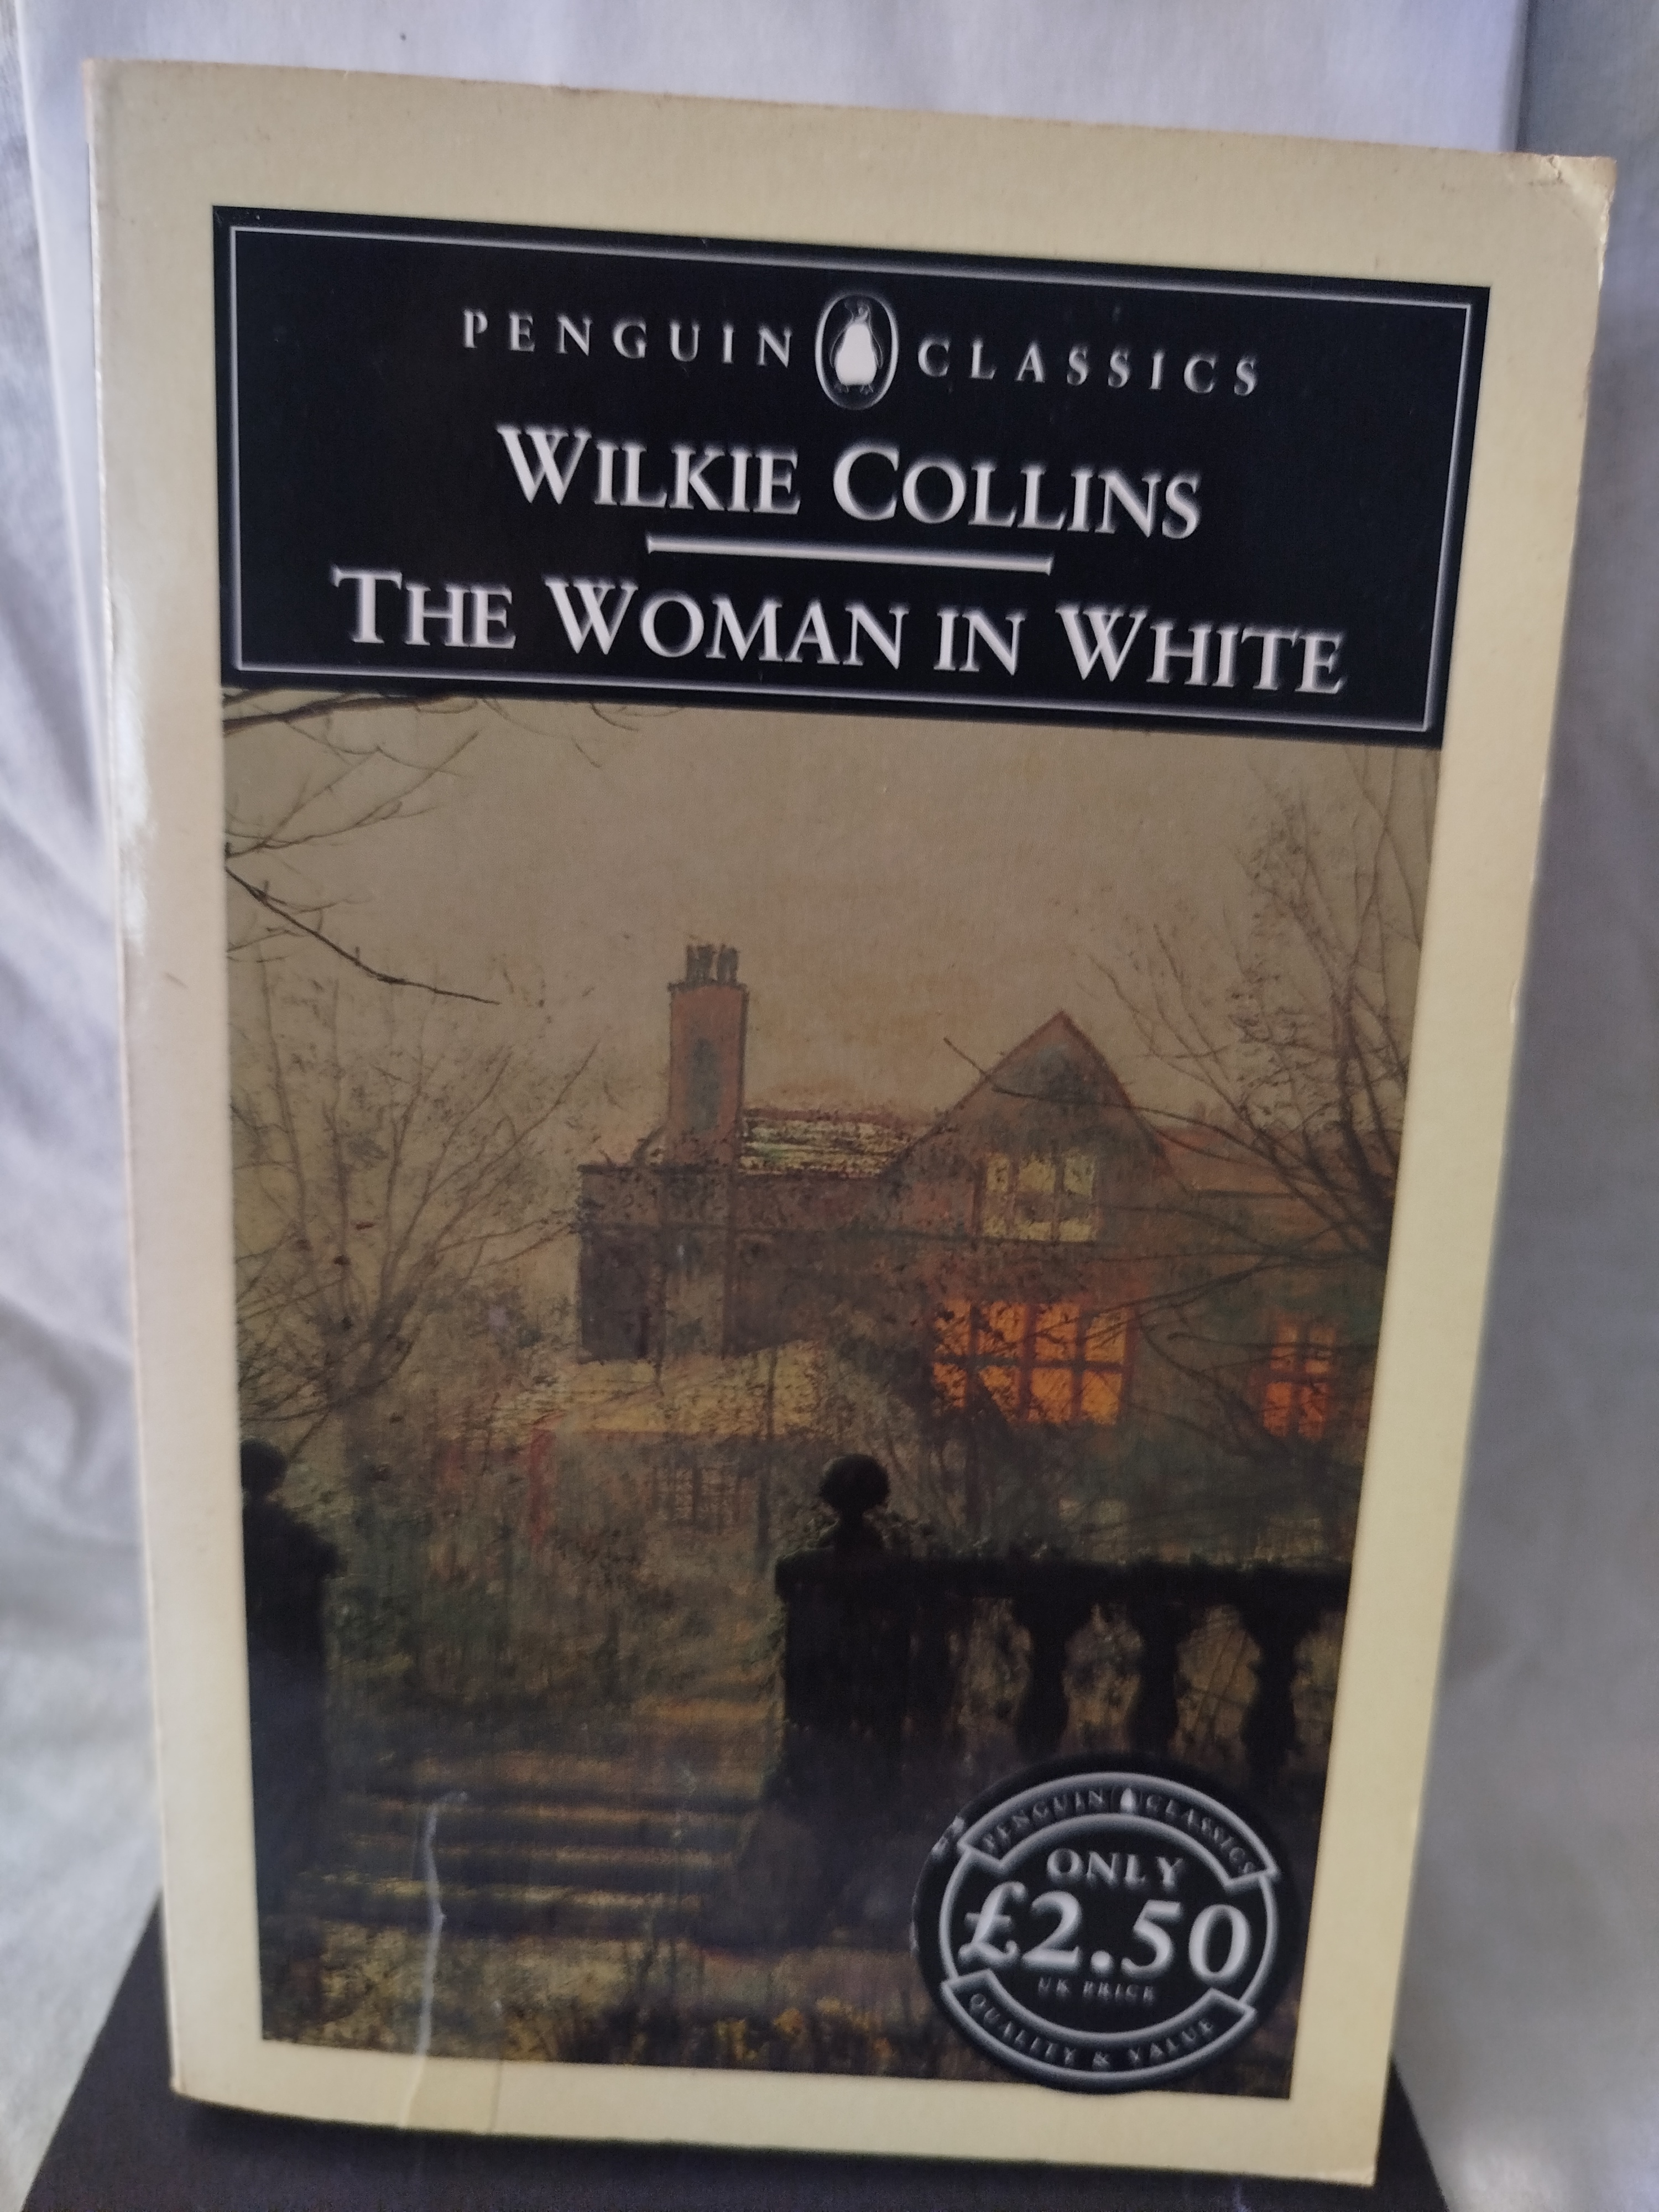 PENGUIN CLASSICS
WILKIE COLLINS
THE WOMAN IN WHITE
PENGUIN CLASSICS
ONLY
£2.50
UK PRICE
QUALITY & VALUE